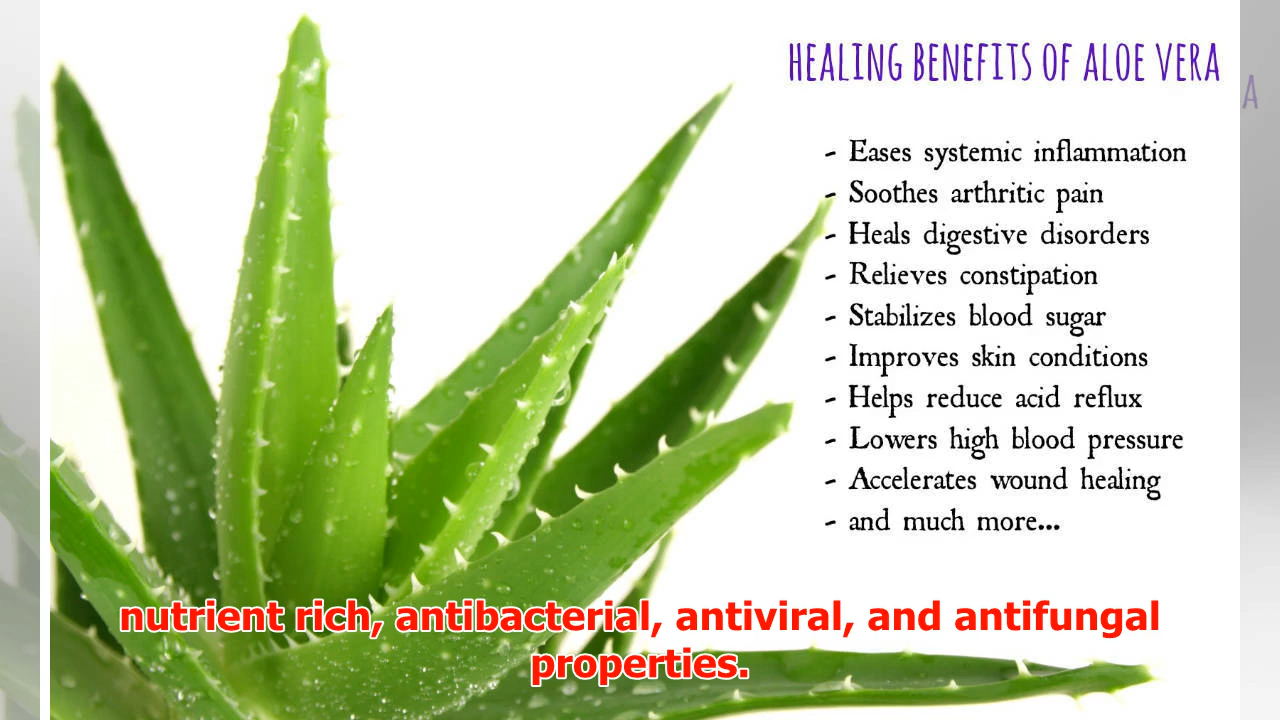 HEALING BENEFITS OF ALOE VERA
A
- Eases systemic inflammation
- Soothes arthritic pain
- Heals digestive disorders
- Relieves constipation
- Stabilizes blood sugar
- Improves skin conditions
- Helps reduce acid reflux
- Lowers high blood pressure
- Accelerates wound healing
- and much more...
nutrient rich, antibacterial, antiviral, and antifungal
properties.